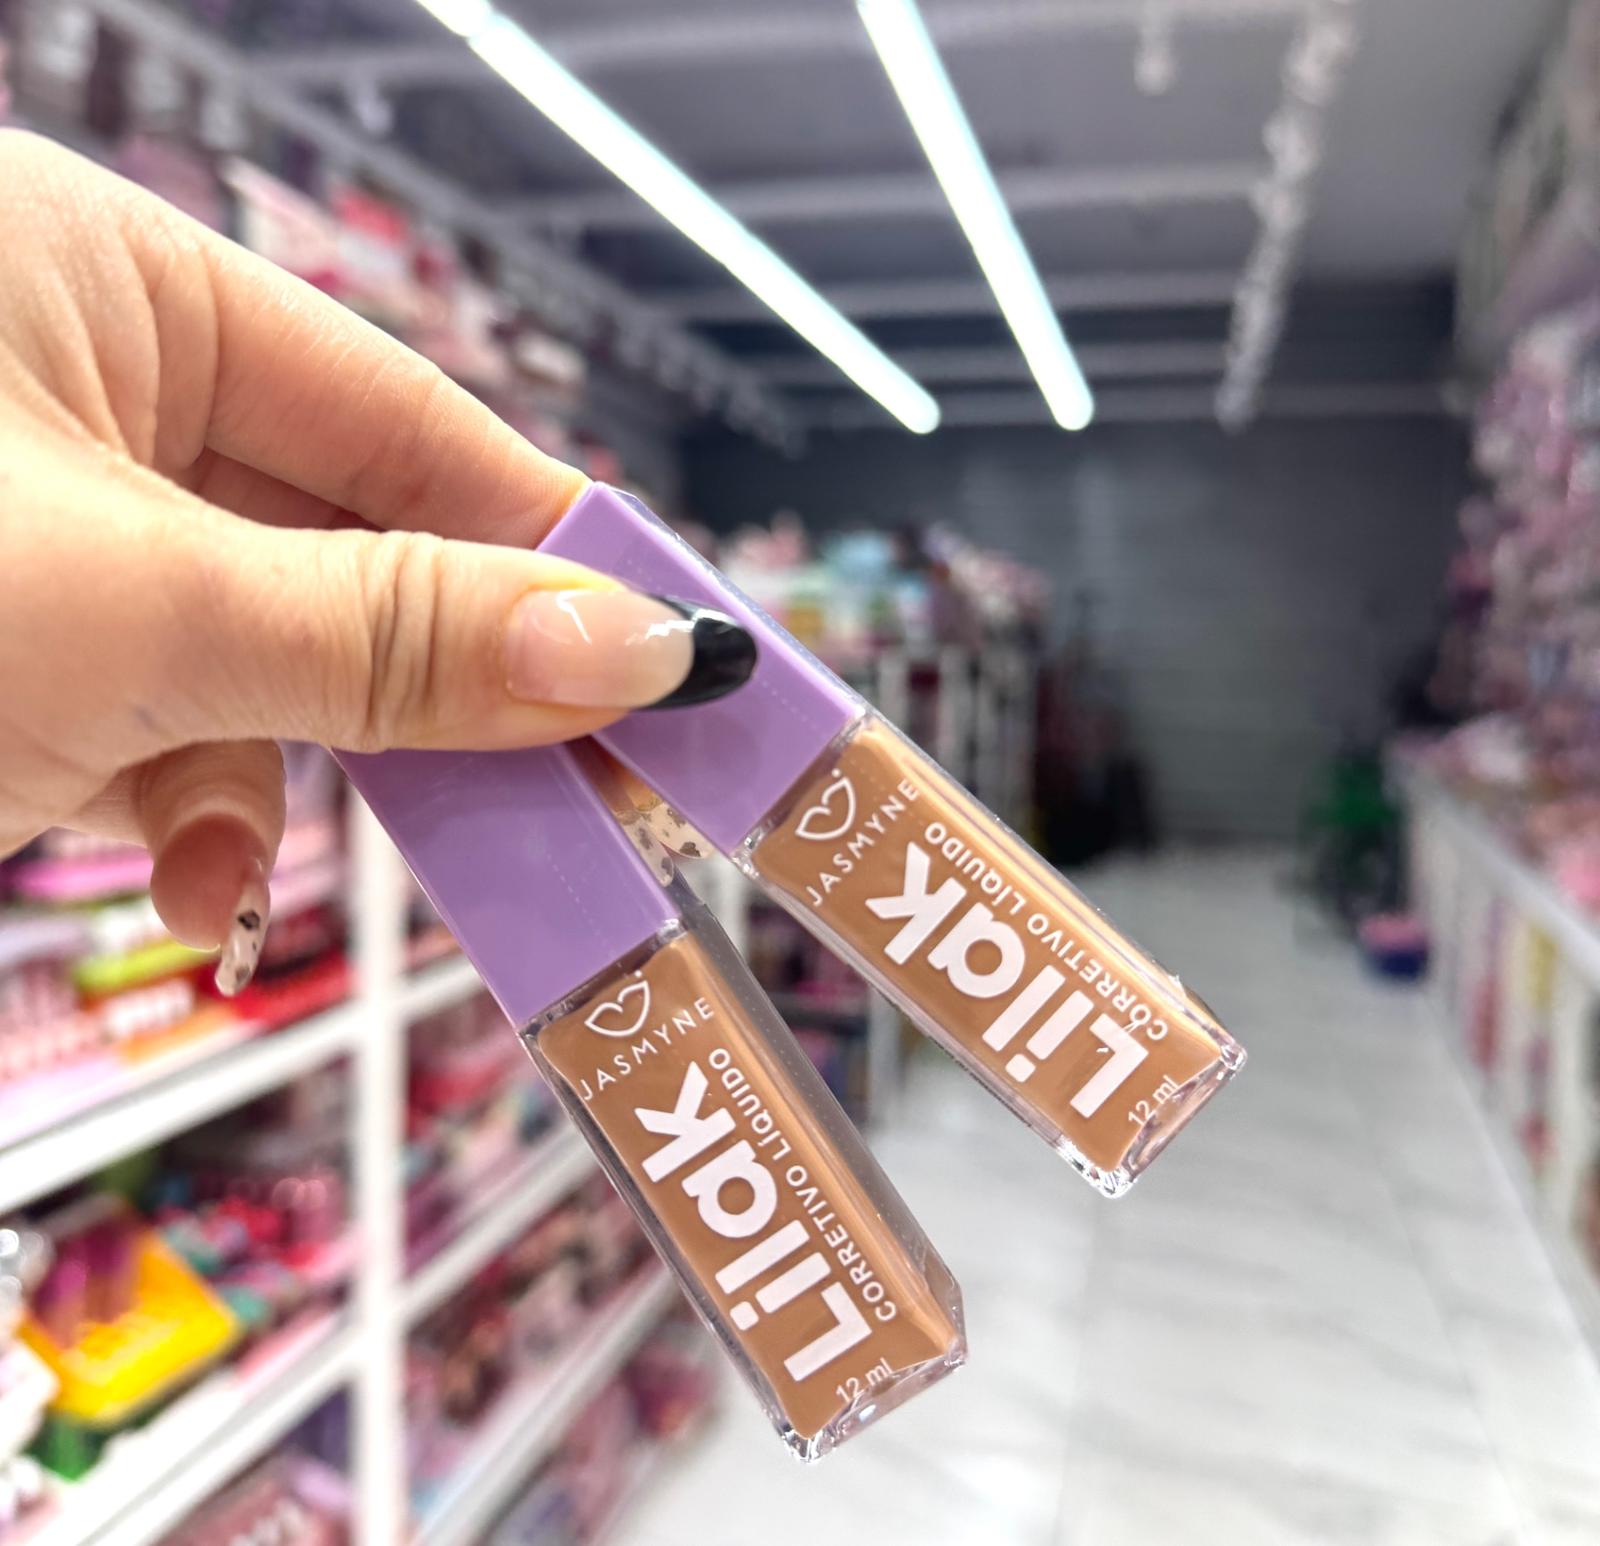 JASMYNE
Lilak
CORRETIVO LÍQUIDO
12 ml
JASMYNE
Lilak
CORRETIVO LÍQUIDO
12 ml